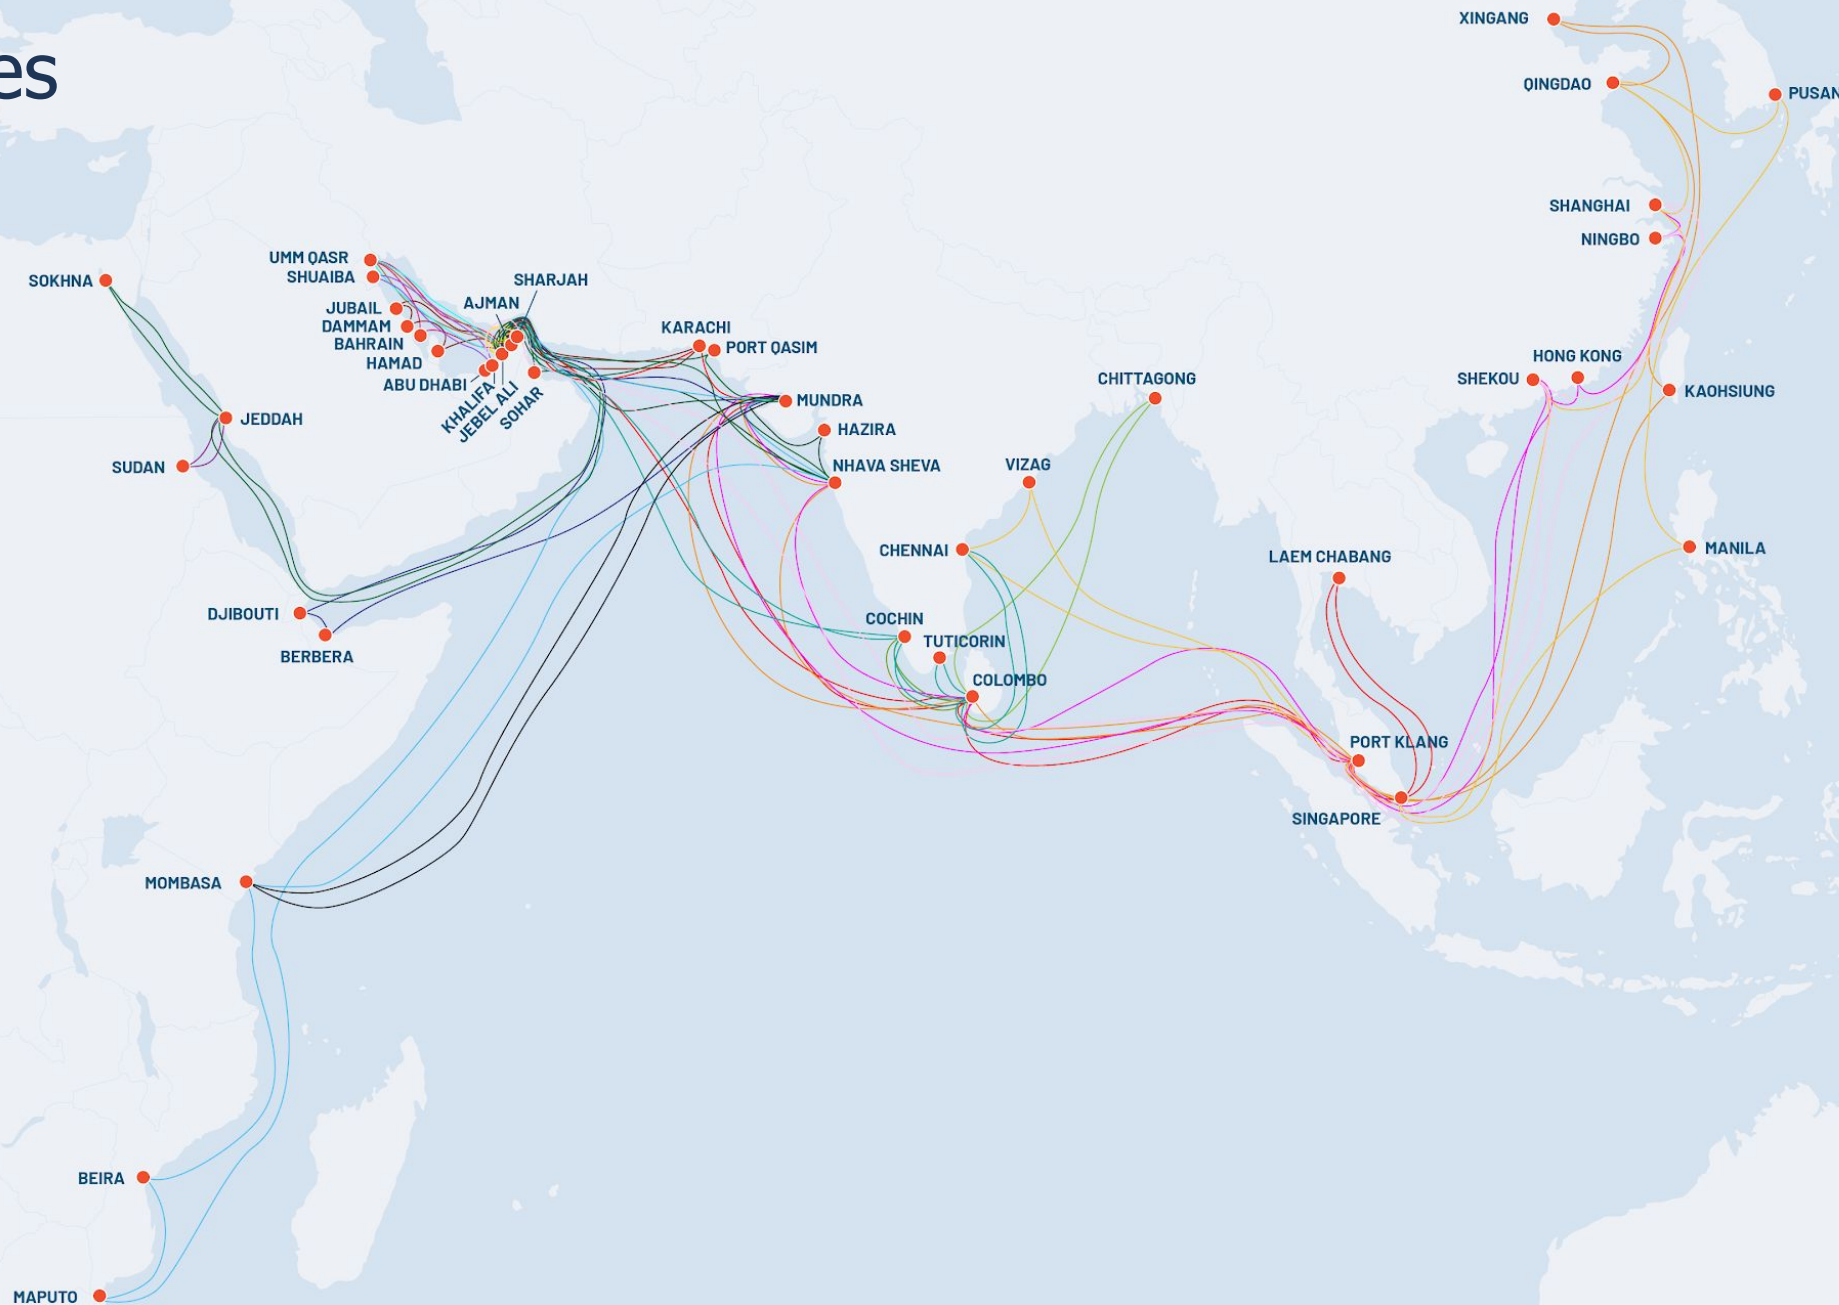 es
XINGANG
QINGDAO
PUSAN
SHANGHAI
NINGBO
UMM QASR
SHUAIBA
SOKHNA
SHARJAH
AJMAN
JUBAIL
DAMMAM
BAHRAIN
HAMAD
ABU DHABI
KHALIFA
JEBEL ALI
SOHAR
KARACHI
PORT QASIM
HONG KONG
SHEKOU
KAOHSIUNG
CHITTAGONG
MUNDRA
JEDDAH
HAZIRA
SUDAN
NHAVA SHEVA
VIZAG
CHENNAI
LAEM CHABANG
MANILA
DJIBOUTI
COCHIN
TUTICORIN
BERBERA
COLOMBO
PORT KLANG
SINGAPORE
MOMBASA
BEIRA
MAPUTO